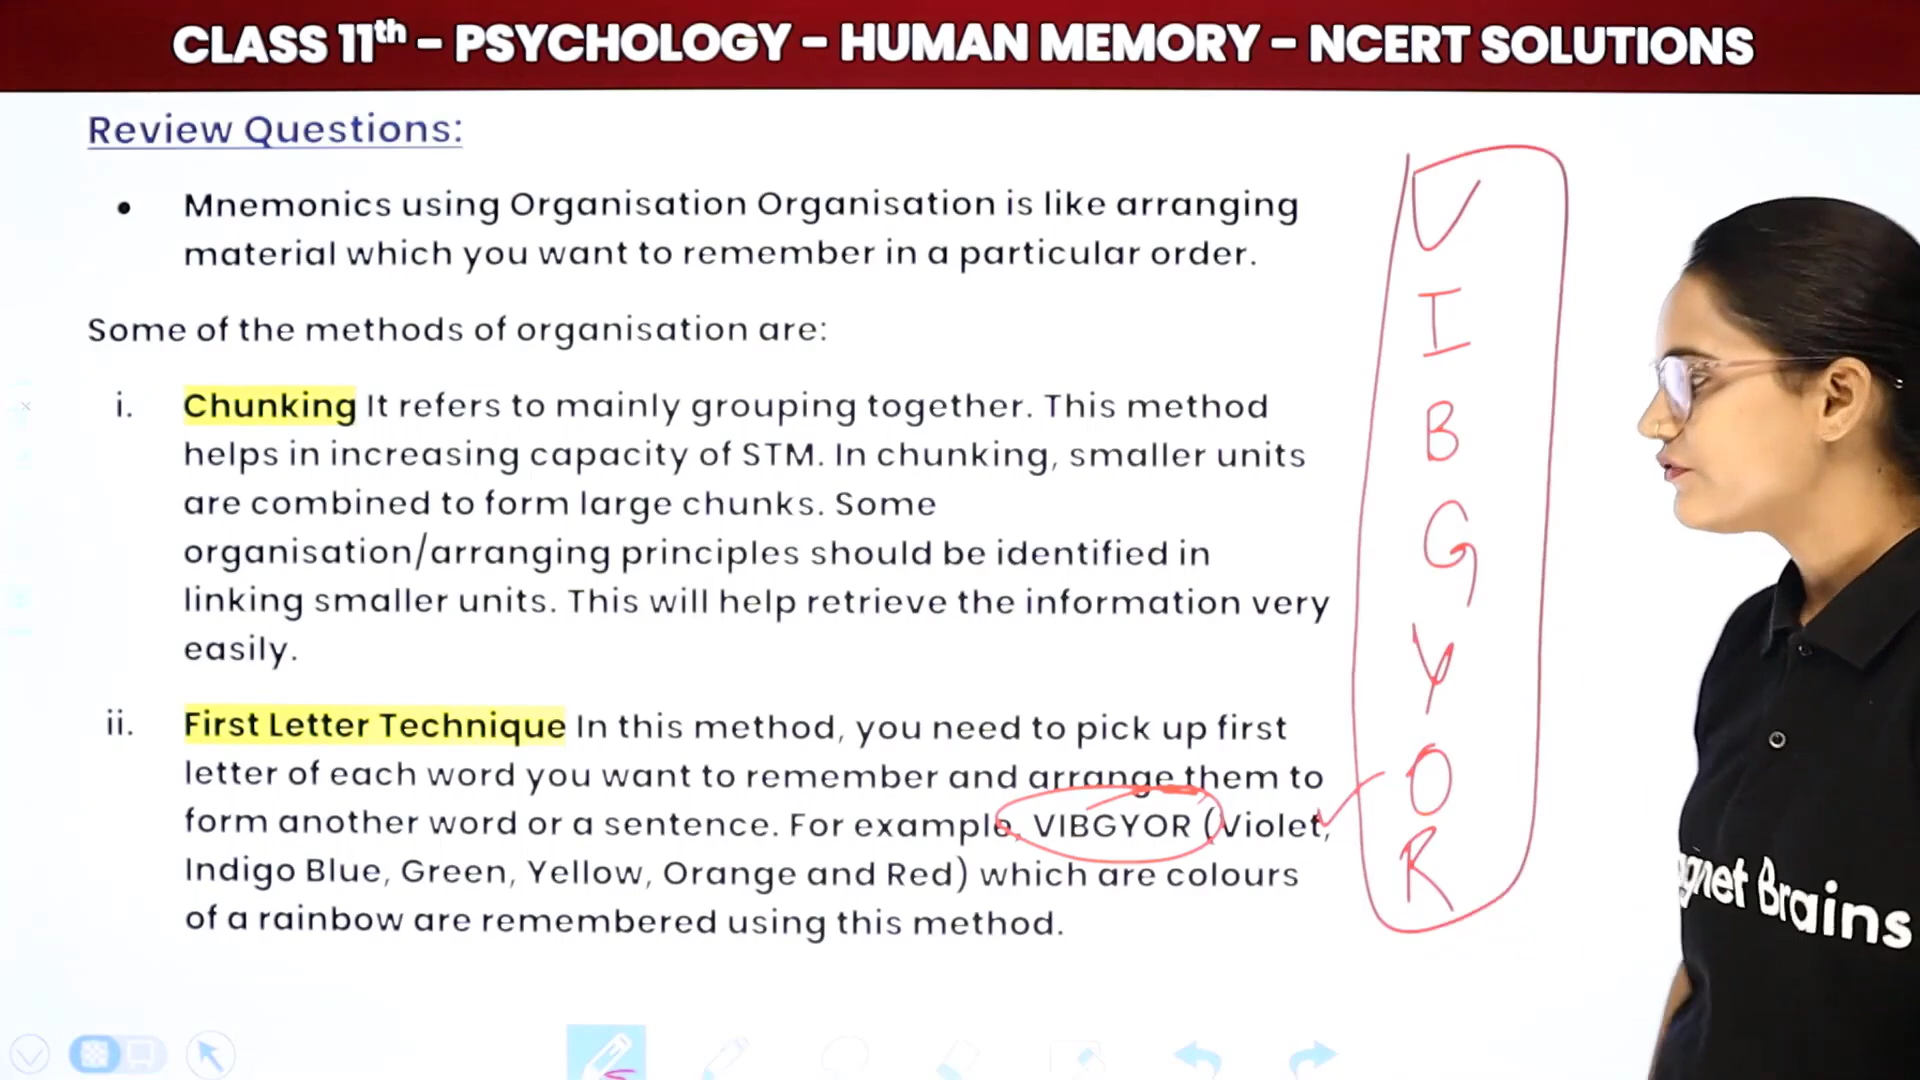 CLASS 11th – PSYCHOLOGY – HUMAN MEMORY – NCERT SOLUTIONS
Review Questions:
• Mnemonics using Organisation Organisation is like arranging
material which you want to remember in a particular order.
Some of the methods of organisation are:
i. Chunking It refers to mainly grouping together. This method
helps in increasing capacity of STM. In chunking, smaller units
are combined to form large chunks. Some
organisation/arranging principles should be identified in
linking smaller units. This will help retrieve the information very
easily.
ii. First Letter Technique In this method, you need to pick up first
letter of each word you want to remember and arrange them to
form another word or a sentence. For example, VIBGYOR (Violet,
Indigo Blue, Green, Yellow, Orange and Red) which are colours
of a rainbow are remembered using this method.
V
I
B
G
Y
O
R
gnet Brains